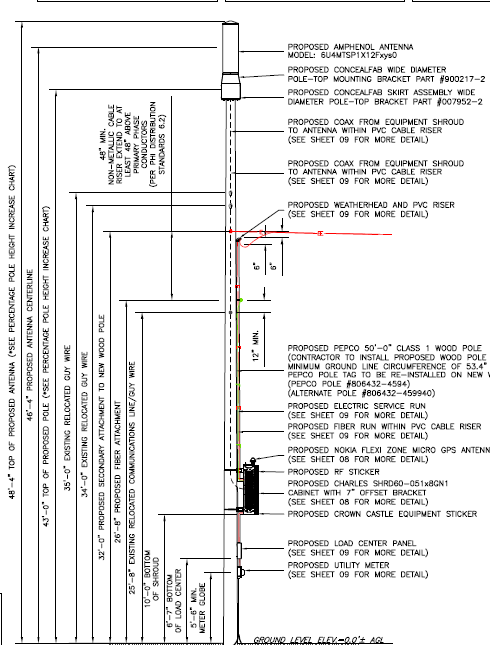 PROPOSED AMPHENOL ANTENNA
MODEL: 6U4MTSP1X12Fxys0
PROPOSED CONCEALFAB WIDE DIAMETER
POLE-TOP MOUNTING BRACKET PART #900217-2
PROPOSED CONCEALFAB SKIRT ASSEMBLY WIDE
DIAMETER POLE-TOP BRACKET PART #007952-2
48" MIN.
NON-METALLIC CABLE
RISER EXTEND TO AT
LEAST 48" ABOVE
PRIMARY PHASE
CONDUCTORS
(PER PHI DISTRIBUTION
STANDARDS 6.2)
PROPOSED COAX FROM EQUIPMENT SHROUD
TO ANTENNA WITHIN PVC CABLE RISER
(SEE SHEET 09 FOR MORE DETAIL)
PROPOSED COAX FROM EQUIPMENT SHROUD
TO ANTENNA WITHIN PVC CABLE RISER
(SEE SHEET 09 FOR MORE DETAIL)
PROPOSED WEATHERHEAD AND PVC RISER
(SEE SHEET 09 FOR MORE DETAIL)
6"
6"
12" MIN.
PROPOSED PEPCO 50'-0" CLASS 1 WOOD POLE
(CONTRACTOR TO INSTALL PROPOSED WOOD POLE
MINIMUM GROUND LINE CIRCUMFERENCE OF 53.4"
PEPCO POLE TAG TO BE RE-INSTALLED ON NEW
(PEPCO POLE #806432-4594)
(ALTERNATE POLE #806432-459940)
PROPOSED ELECTRIC SERVICE RUN
(SEE SHEET 09 FOR MORE DETAIL)
PROPOSED FIBER RUN WITHIN PVC CABLE RISER
(SEE SHEET 09 FOR MORE DETAIL)
PROPOSED NOKIA FLEXI ZONE MICRO GPS ANTENN
(SEE SHEET 08 FOR MORE DETAIL)
PROPOSED RF STICKER
PROPOSED CHARLES SHRD60-051x8GN1
CABINET WITH 7" OFFSET BRACKET
(SEE SHEET 08 FOR MORE DETAIL)
PROPOSED CROWN CASTLE EQUIPMENT STICKER
PROPOSED LOAD CENTER PANEL
(SEE SHEET 09 FOR MORE DETAIL)
PROPOSED UTILITY METER
(SEE SHEET 09 FOR MORE DETAIL)
48'-4" TOP OF PROPOSED ANTENNA (*SEE PERCENTAGE POLE HEIGHT INCREASE CHART)
46'-4" PROPOSED ANTENNA CENTERLINE
43'-0" TOP OF PROPOSED POLE (*SEE PERCENTAGE POLE HEIGHT INCREASE CHART)
35'-0" EXISTING RELOCATED GUY WIRE
34'-0" EXISTING RELOCATED GUY WIRE
32'-0" PROPOSED SECONDARY ATTACHMENT TO NEW WOOD POLE
26'-8" PROPOSED FIBER ATTACHMENT
25'-8" EXISTING RELOCATED COMMUNICATIONS LINE/GUY WIRE
10'-0" BOTTOM
OF SHROUD
6'-7" BOTTOM
OF LOAD CENTER
5'-6" MIN.
METER GLOBE
GROUND LEVEL ELEV.=0.0'± AGL